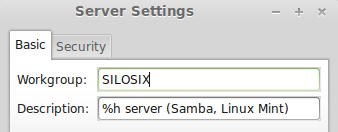 Server Settings
Basic Security
Workgroup: SILOSIX
Description: %h server (Samba, Linux Mint)